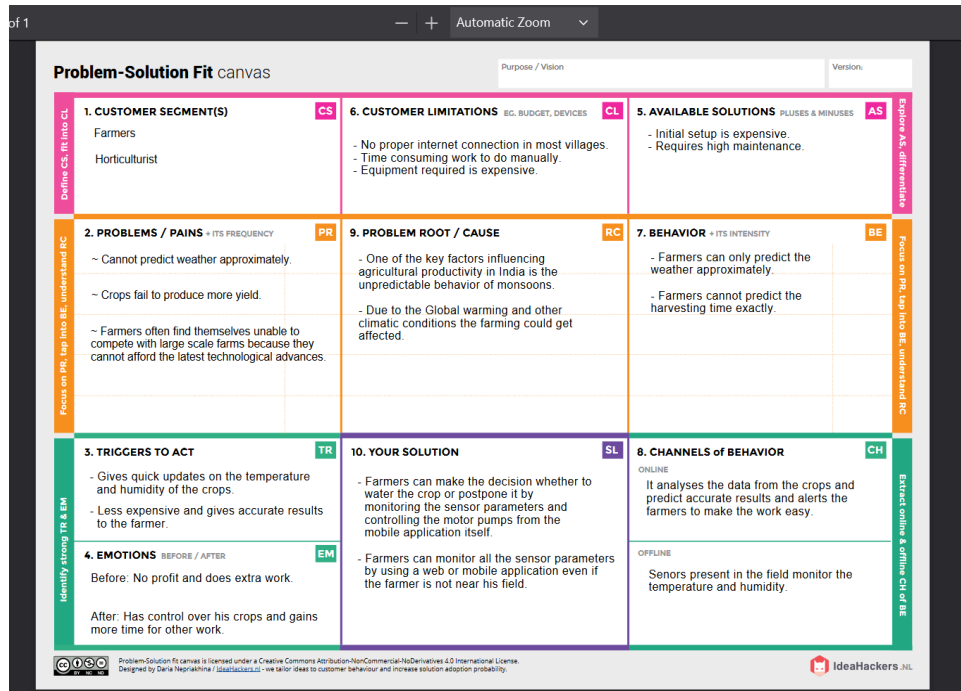 of 1
Automatic Zoom
Problem-Solution Fit canvas
Purpose / Vision
Version:
Define CS, fit into CL
1. CUSTOMER SEGMENT(S)
CS
Farmers
Horticulturist
6. CUSTOMER LIMITATIONS EG. BUDGET, DEVICES
CL
- No proper internet connection in most villages.
- Time consuming work to do manually.
- Equipment required is expensive.
5. AVAILABLE SOLUTIONS PLUSES & MINUSES
AS
- Initial setup is expensive.
- Requires high maintenance.
Explore AS, differentiate
Focus on PR, tap into BE, understand RC
2. PROBLEMS / PAINS + ITS FREQUENCY
PR
~ Cannot predict weather approximately.
~ Crops fail to produce more yield.
~ Farmers often find themselves unable to
compete with large scale farms because they
cannot afford the latest technological advances.
9. PROBLEM ROOT / CAUSE
RC
- One of the key factors influencing
agricultural productivity in India is the
unpredictable behavior of monsoons.
- Due to the Global warming and other
climatic conditions the farming could get
affected.
7. BEHAVIOR + ITS INTENSITY
BE
- Farmers can only predict the
weather approximately.
- Farmers cannot predict the
harvesting time exactly.
Focus on PR, tap into BE, understand RC
Identify strong TR & EM
3. TRIGGERS TO ACT
TR
- Gives quick updates on the temperature
and humidity of the crops.
- Less expensive and gives accurate results
to the farmer.
4. EMOTIONS BEFORE / AFTER
EM
Before: No profit and does extra work.
After: Has control over his crops and gains
more time for other work.
10. YOUR SOLUTION
SL
- Farmers can make the decision whether to
water the crop or postpone it by
monitoring the sensor parameters and
controlling the motor pumps from the
mobile application itself.
- Farmers can monitor all the sensor parameters
by using a web or mobile application even if
the farmer is not near his field.
8. CHANNELS of BEHAVIOR
CH
ONLINE
It analyses the data from the crops and
predict accurate results and alerts the
farmers to make the work easy.
OFFLINE
Senors present in the field monitor the
temperature and humidity.
Extract online & offline CH of BE
CC BY NC ND
Problem-Solution fit canvas is licensed under a Creative Commons Attribution-NonCommercial-NoDerivatives 4.0 International License.
Designed by Daria Nepriakhina / IdeaHackers.nl - we tailor ideas to customer behaviour and increase solution adoption probability.
IdeaHackers.NL